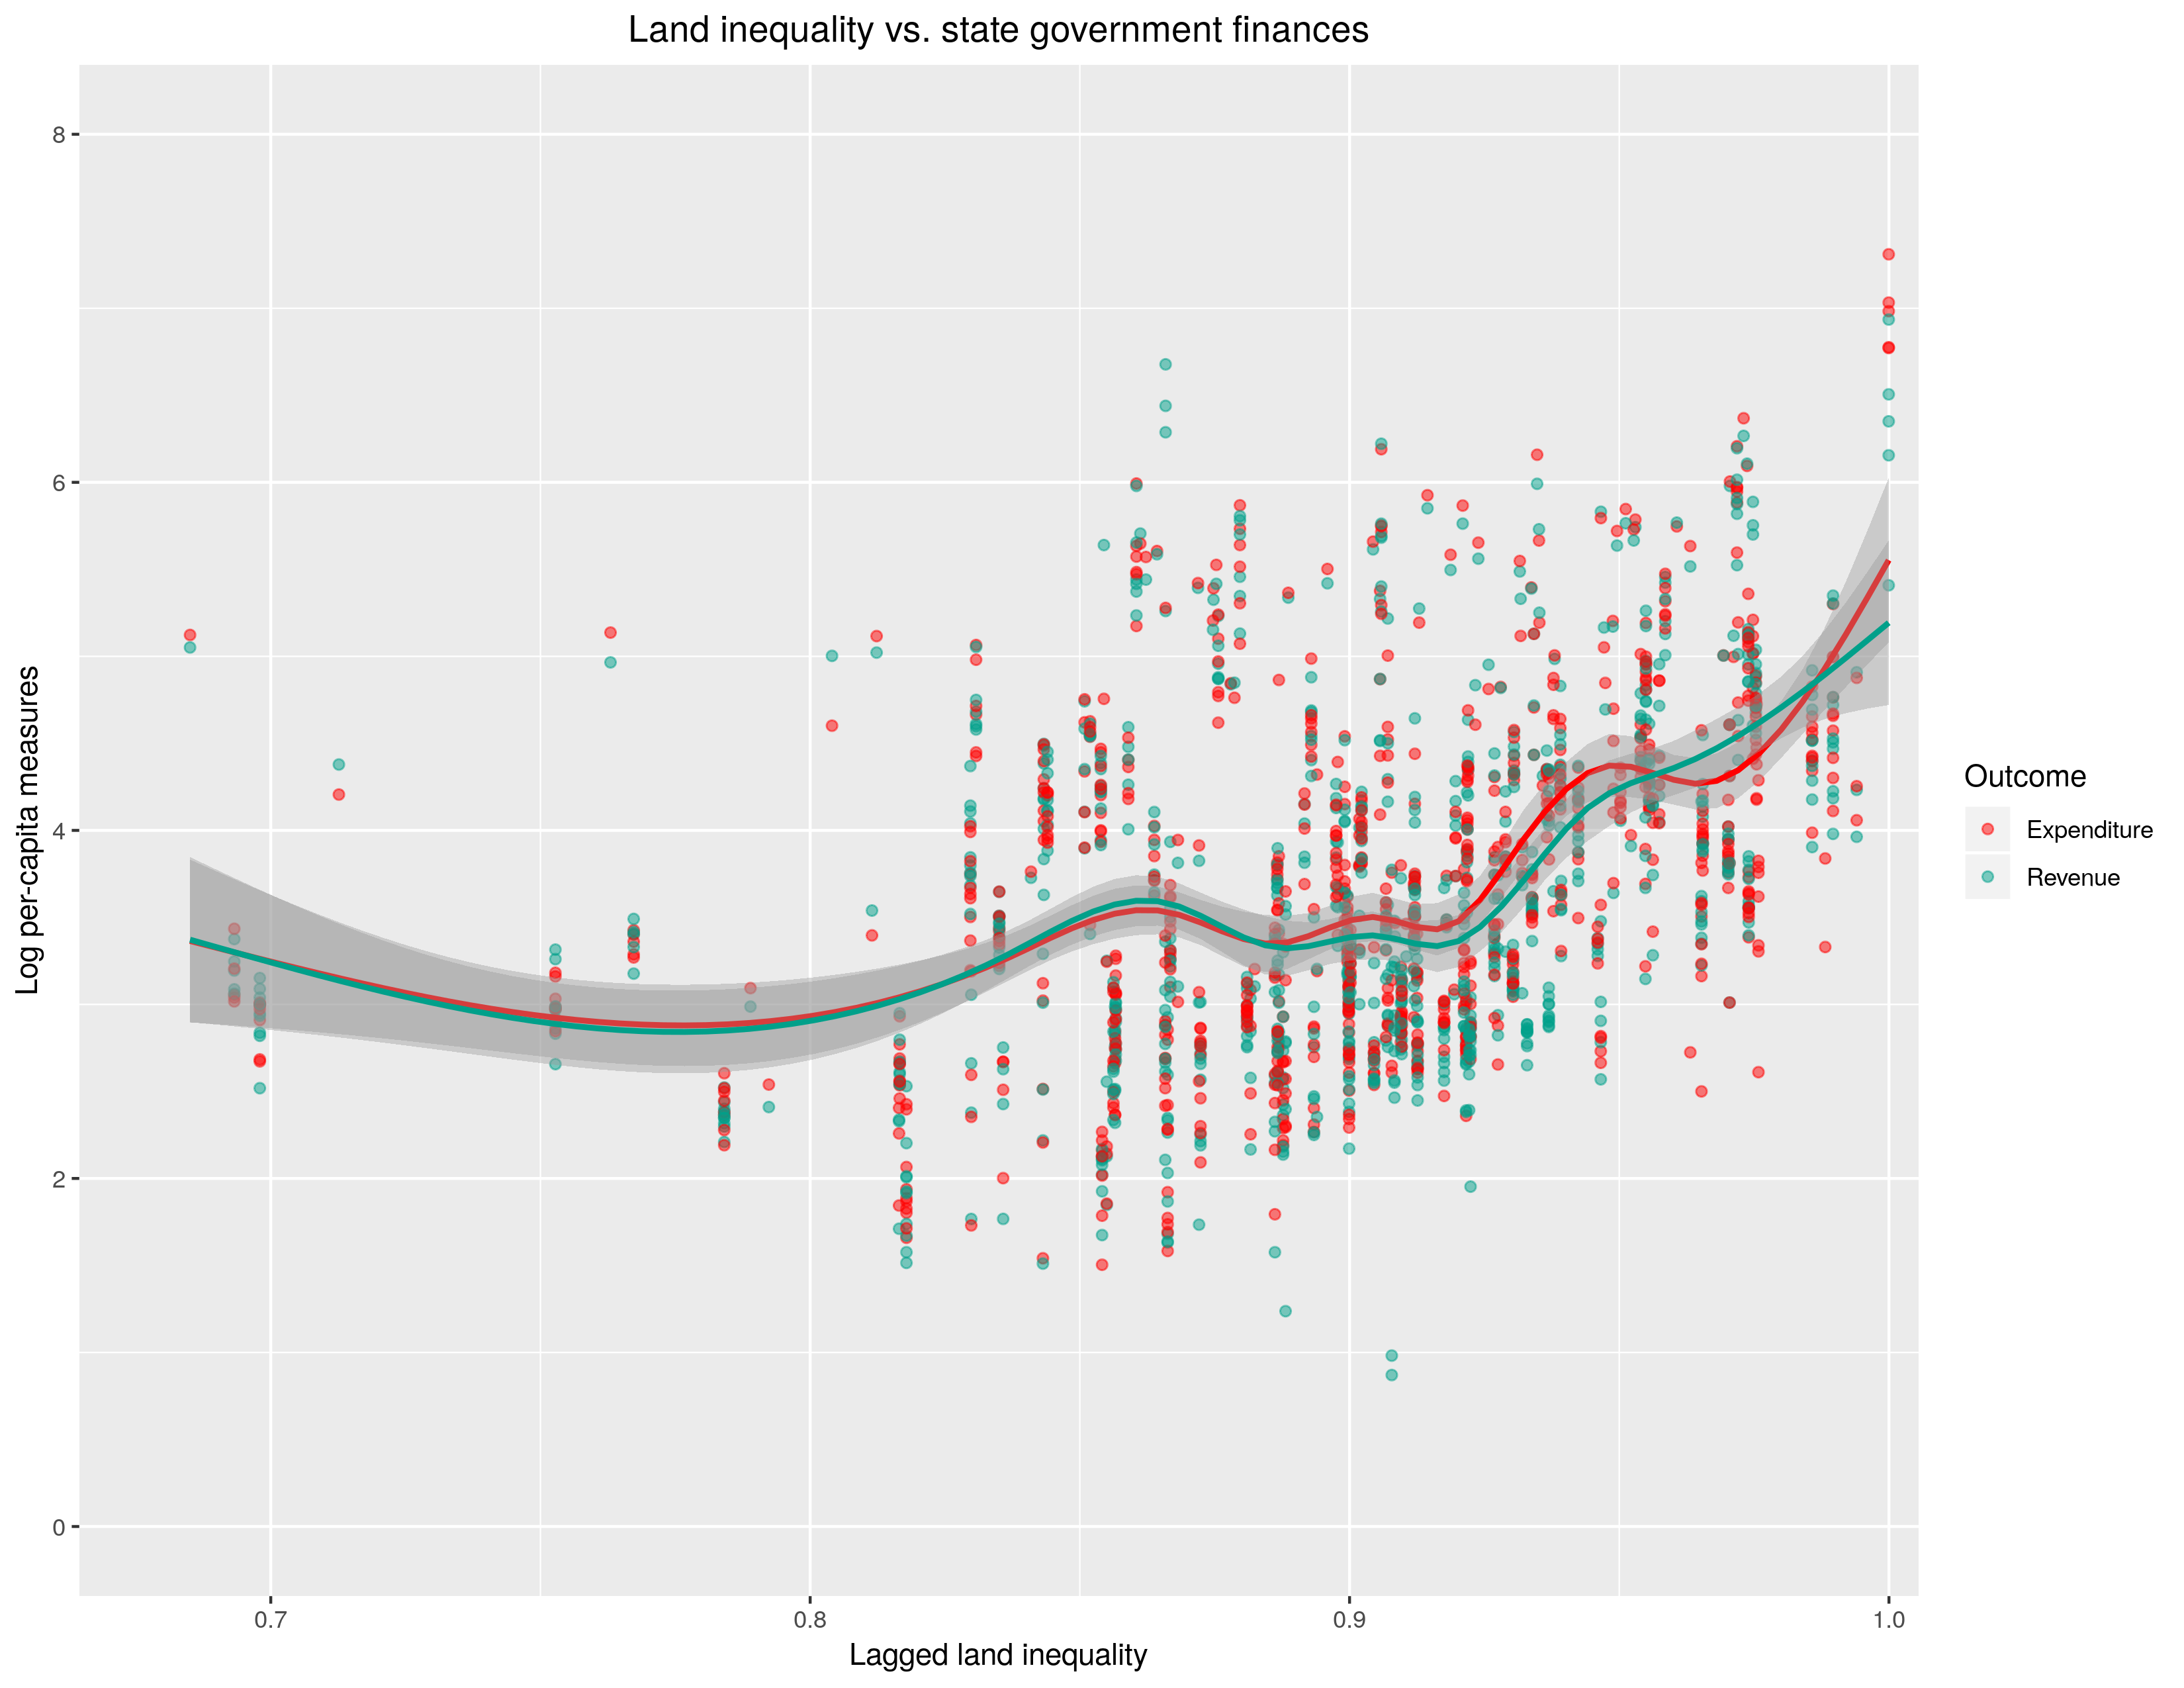 Land inequality vs. state government finances
8
6
4
2
0
Log per-capita measures
0.7 0.8 0.9 1.0
Lagged land inequality
Outcome
Expenditure
Revenue